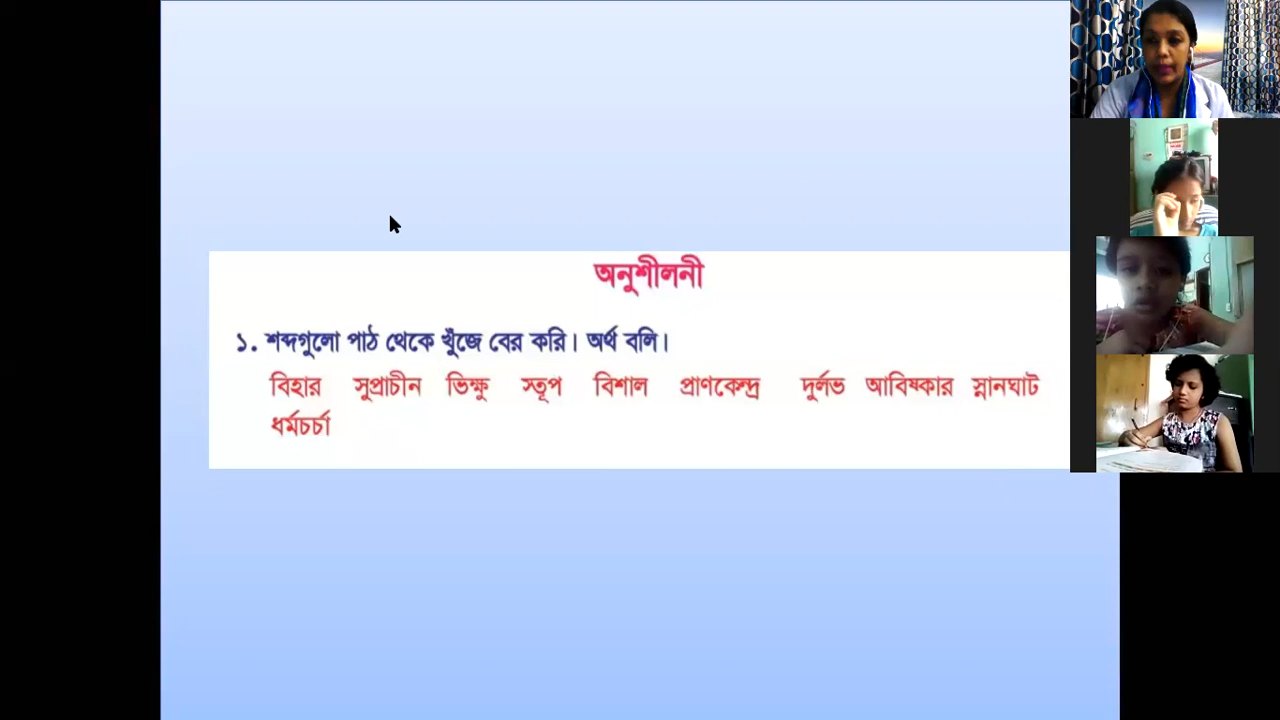 অনুশীলনী
১. শব্দগুলো পাঠ থেকে খুঁজে বের করি। অর্থ বলি।
বিহার সুপ্রাচীন ভিক্ষু স্তূপ বিশাল প্রাণকেন্দ্র দুর্লভ আবিষ্কার স্নানঘাট
ধর্মচর্চা